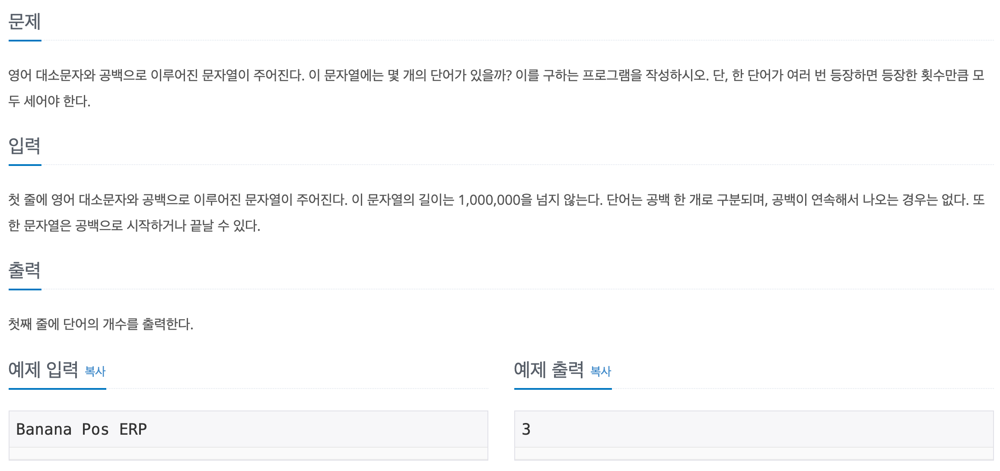 문제
영어 대소문자와 공백으로 이루어진 문자열이 주어진다. 이 문자열에는 몇 개의 단어가 있을까? 이를 구하는 프로그램을 작성하시오. 단, 한 단어가 여러 번 등장하면 등장한 횟수만큼 모
두 세어야 한다.
입력
첫 줄에 영어 대소문자와 공백으로 이루어진 문자열이 주어진다. 이 문자열의 길이는 1,000,000을 넘지 않는다. 단어는 공백 한 개로 구분되며, 공백이 연속해서 나오는 경우는 없다. 또
한 문자열은 공백으로 시작하거나 끝날 수 있다.
출력
첫째 줄에 단어의 개수를 출력한다.
예제 입력 복사
Banana Pos ERP
예제 출력 복사
3